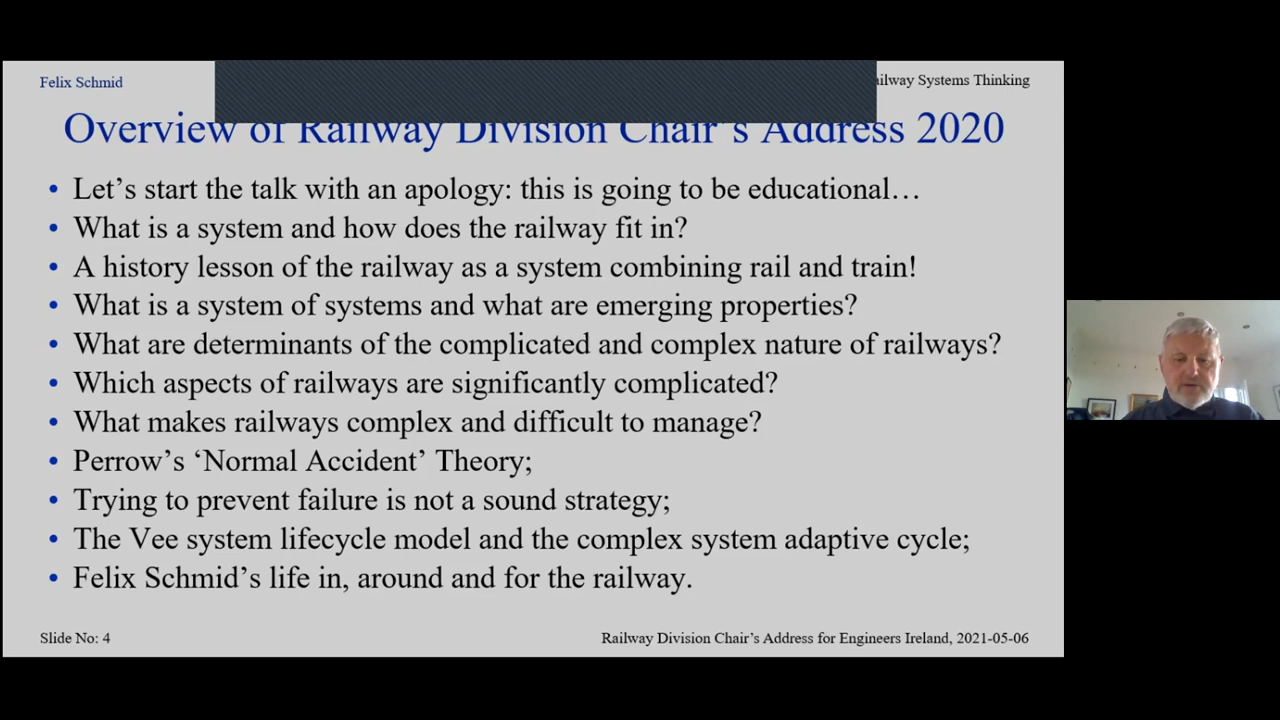 Felix Schmid
ailway Systems Thinking
Overview of Railway Division Chair’s Address 2020
• Let’s start the talk with an apology: this is going to be educational…
• What is a system and how does the railway fit in?
• A history lesson of the railway as a system combining rail and train!
• What is a system of systems and what are emerging properties?
• What are determinants of the complicated and complex nature of railways?
• Which aspects of railways are significantly complicated?
• What makes railways complex and difficult to manage?
• Perrow’s ‘Normal Accident’ Theory;
• Trying to prevent failure is not a sound strategy;
• The Vee system lifecycle model and the complex system adaptive cycle;
• Felix Schmid’s life in, around and for the railway.
Slide No: 4
Railway Division Chair’s Address for Engineers Ireland, 2021-05-06